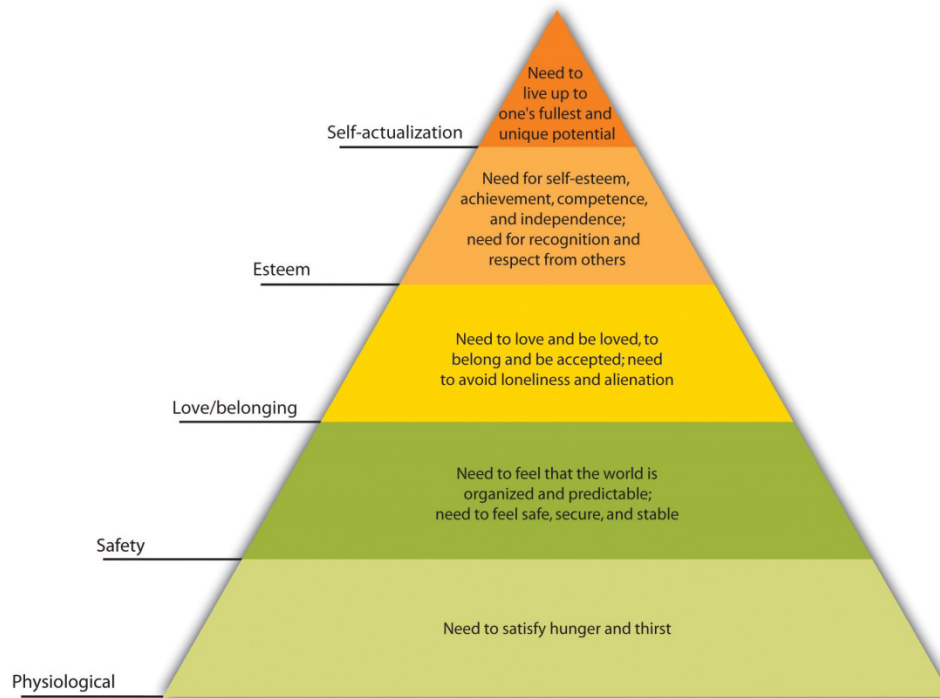 Need to
live up to
one's fullest and
unique potential
Self-actualization
Need for self-esteem,
achievement, competence,
and independence;
need for recognition and
respect from others
Esteem
Need to love and be loved, to
belong and be accepted; need
to avoid loneliness and alienation
Love/belonging
Need to feel that the world is
organized and predictable;
need to feel safe, secure, and stable
Safety
Need to satisfy hunger and thirst
Physiological